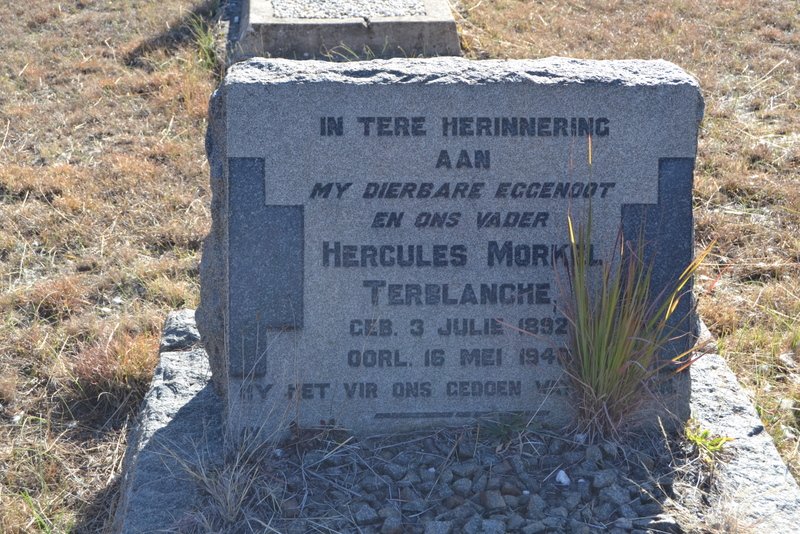 IN TERE HERINNERING
AAN
MY DIERBARE EGGENOOT
EN ONS VADER
HERCULES MORKEL
TERBLANCHE
GEB. 3 JULIE 1892
OORL. 16 MEI
HY HET VIR ONS GEDOEN